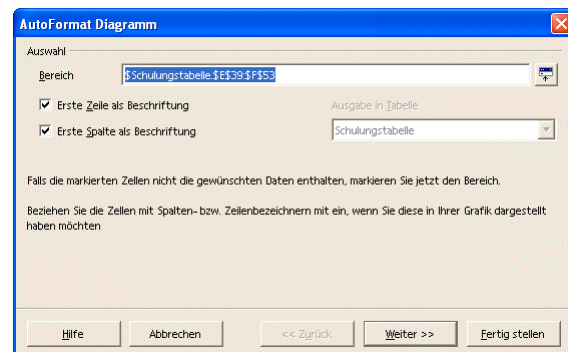 AutoFormat Diagramm
Auswahl
Bereich $Schulungstabelle.$E$39:$F$53
Erste Zeile als Beschriftung Ausgabe in Tabelle
Erste Spalte als Beschriftung Schulungstabelle
Falls die markierten Zellen nicht die gewünschten Daten enthalten, markieren Sie jetzt den Bereich.
Beziehen Sie die Zellen mit Spalten- bzw. Zeilenbezeichnern mit ein, wenn Sie diese in Ihrer Grafik dargestellt
haben möchten
Hilfe Abbrechen << Zurück Weiter >> Fertig stellen